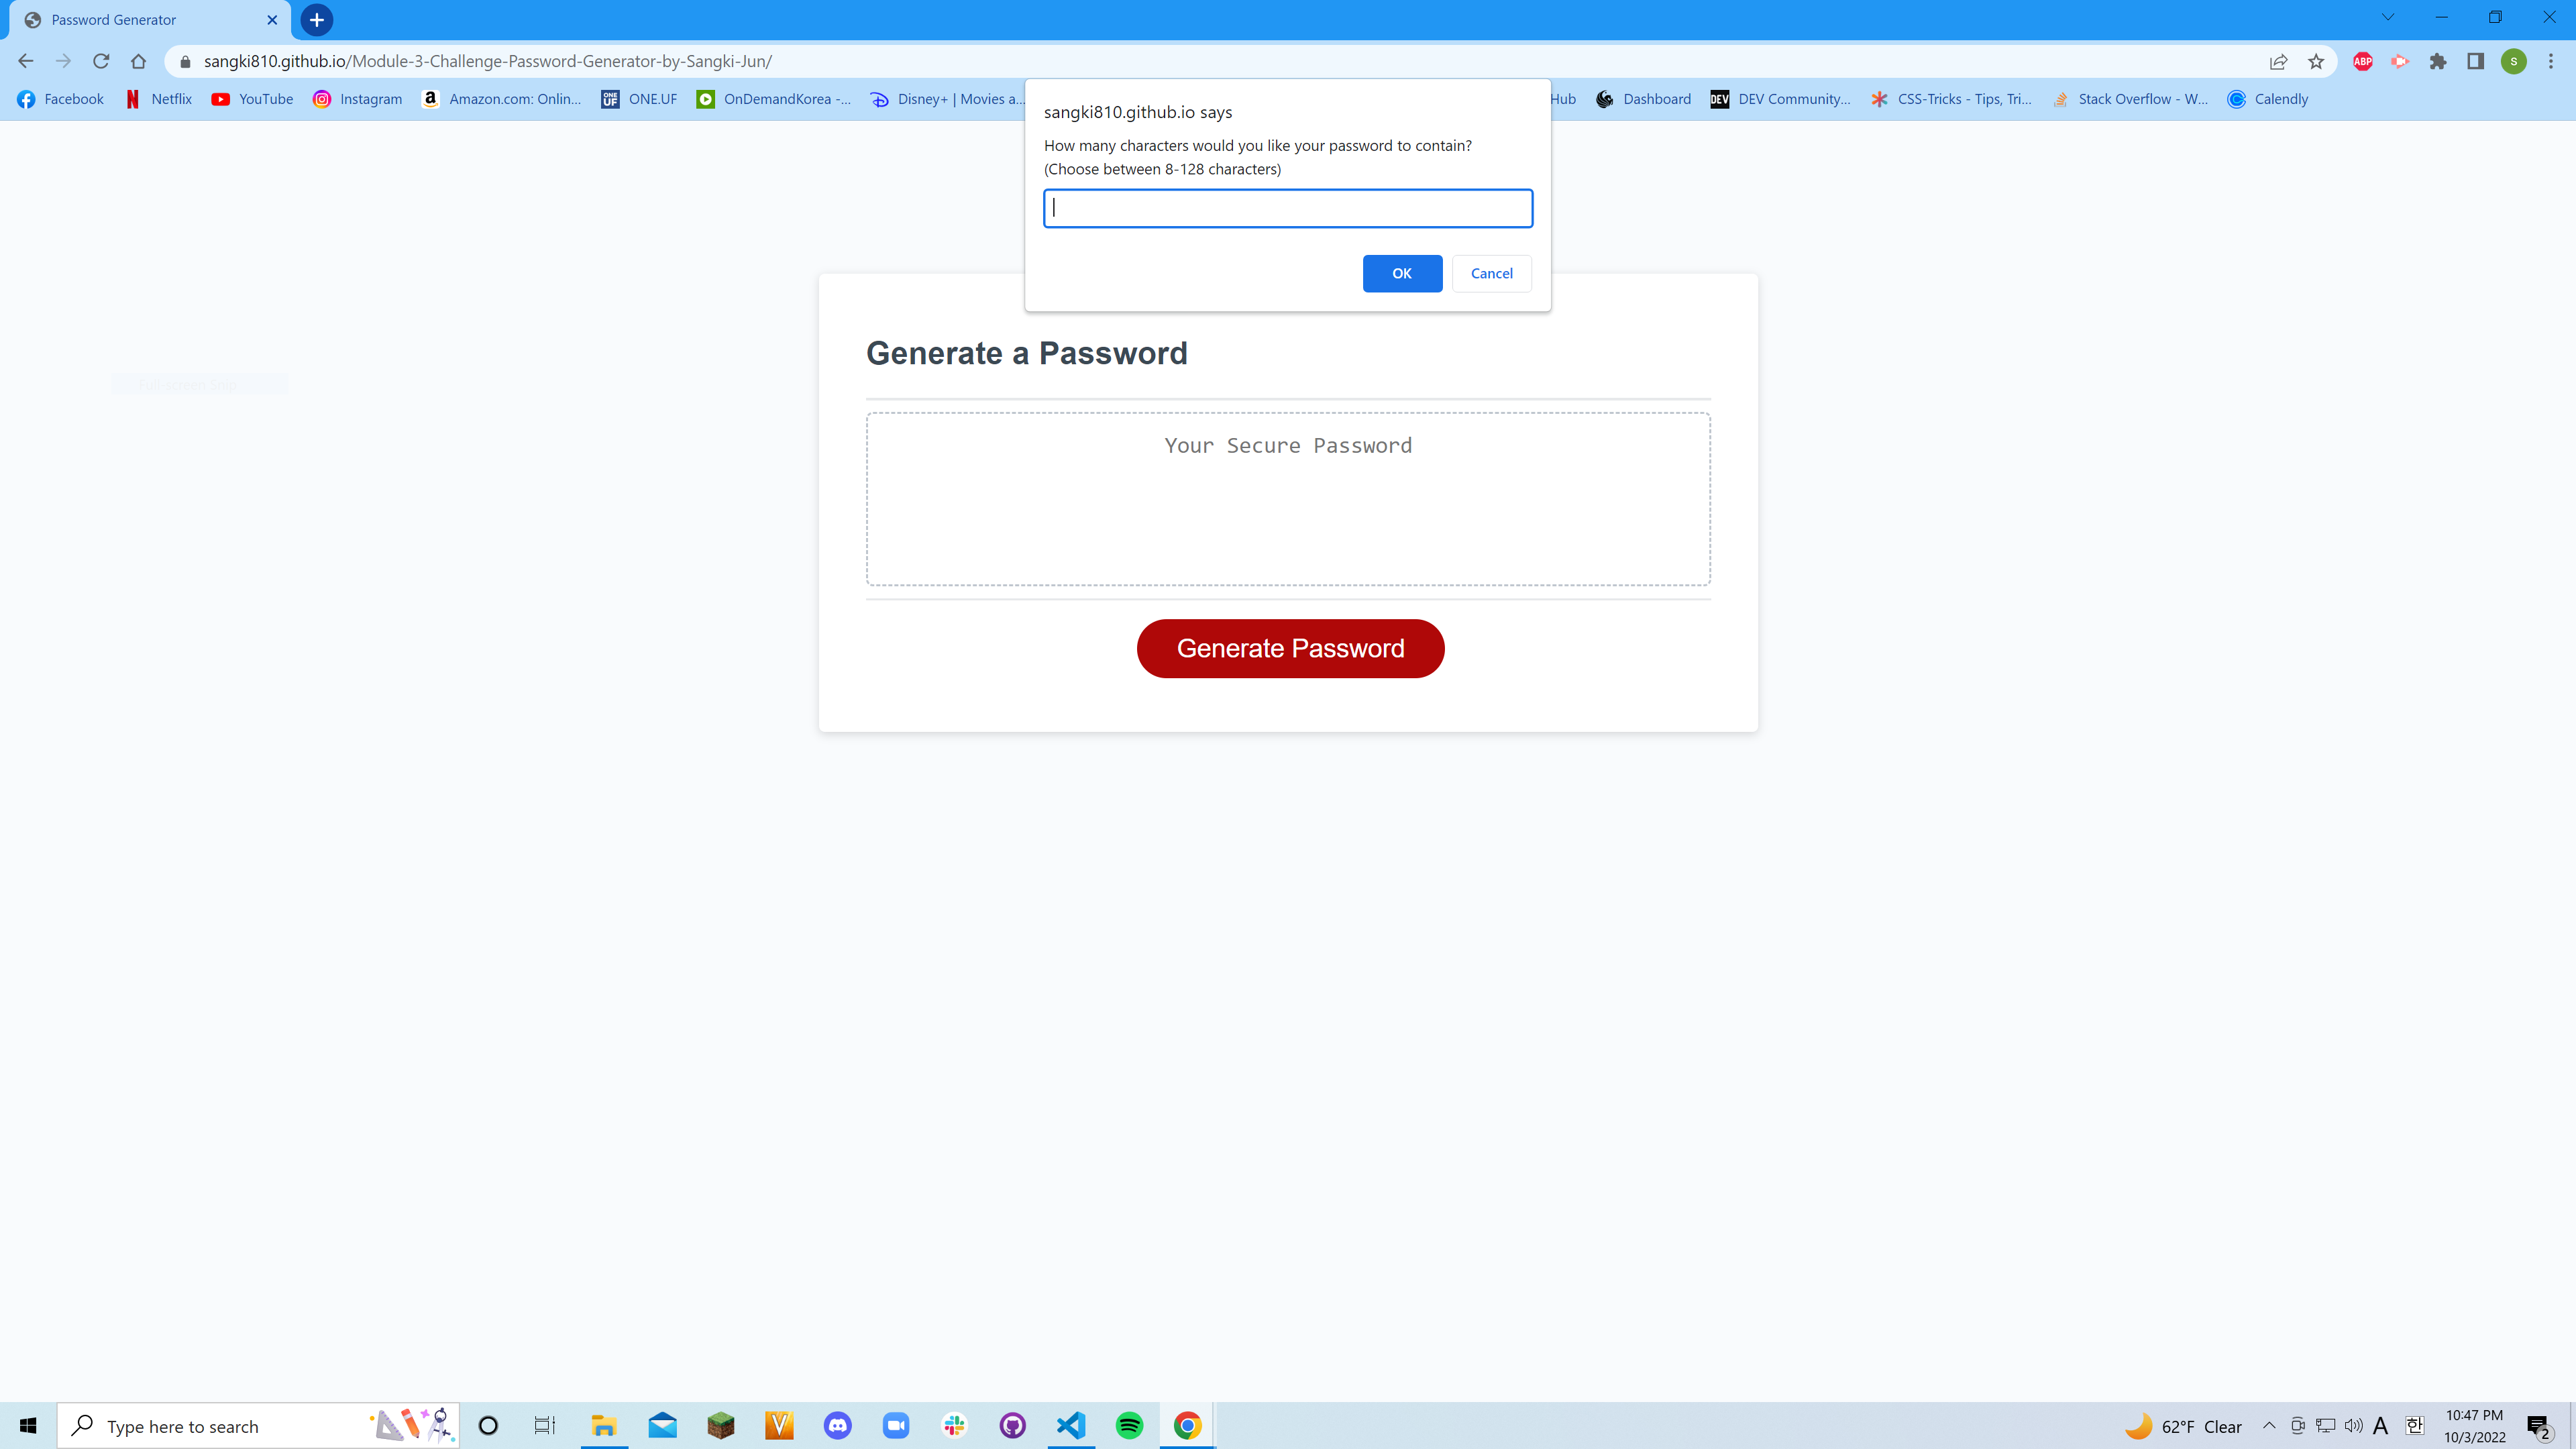 Password Generator
sangki810.github.io/Module-3-Challenge-Password-Generator-by-Sangki-Jun/
ABP
S
Facebook Netflix YouTube Instagram Amazon.com: Onlin... ONE.UF OnDemandKorea -... Disney+ | Movies a... Hub Dashboard DEV Community... CSS-Tricks - Tips, Tri... Stack Overflow - W... Calendly
sangki810.github.io says
How many characters would you like your password to contain?
(Choose between 8-128 characters)
OK Cancel
Generate a Password
Your Secure Password
Generate Password
Type here to search
62°F Clear
A 한
10:47 PM
10/3/2022
2